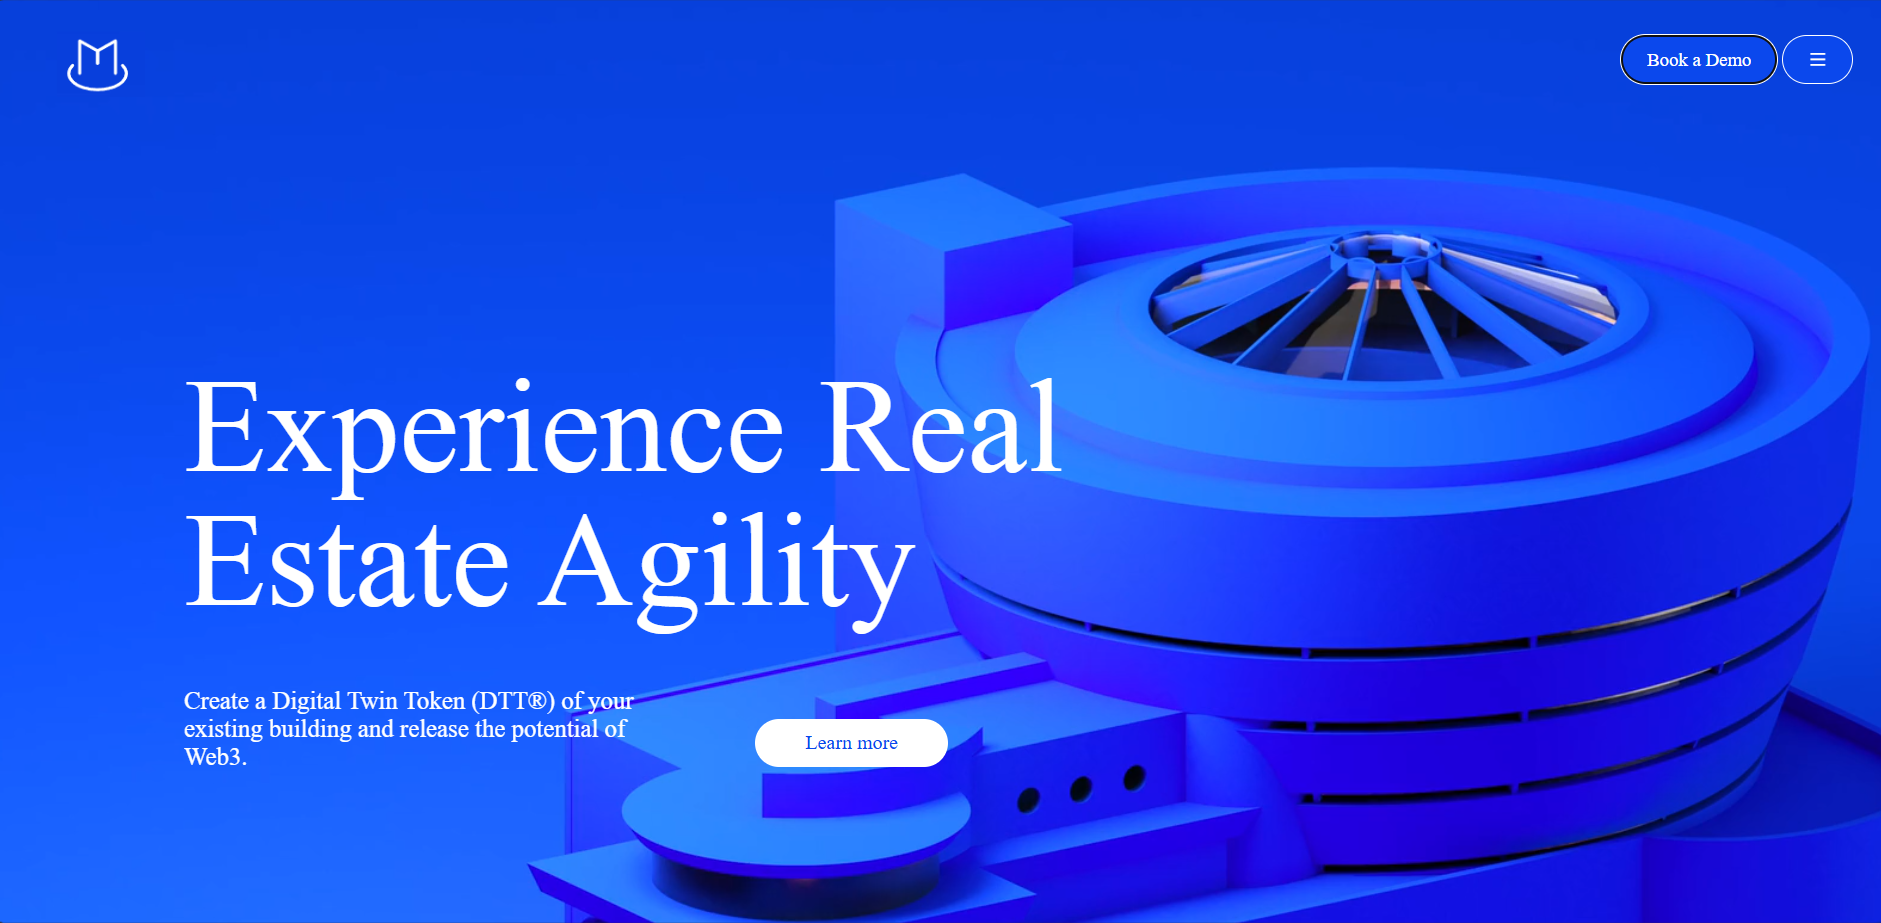 Book a Demo
Experience Real
Estate Agility
Create a Digital Twin Token (DTT®) of your
existing building and release the potential of
Web3.
Learn more